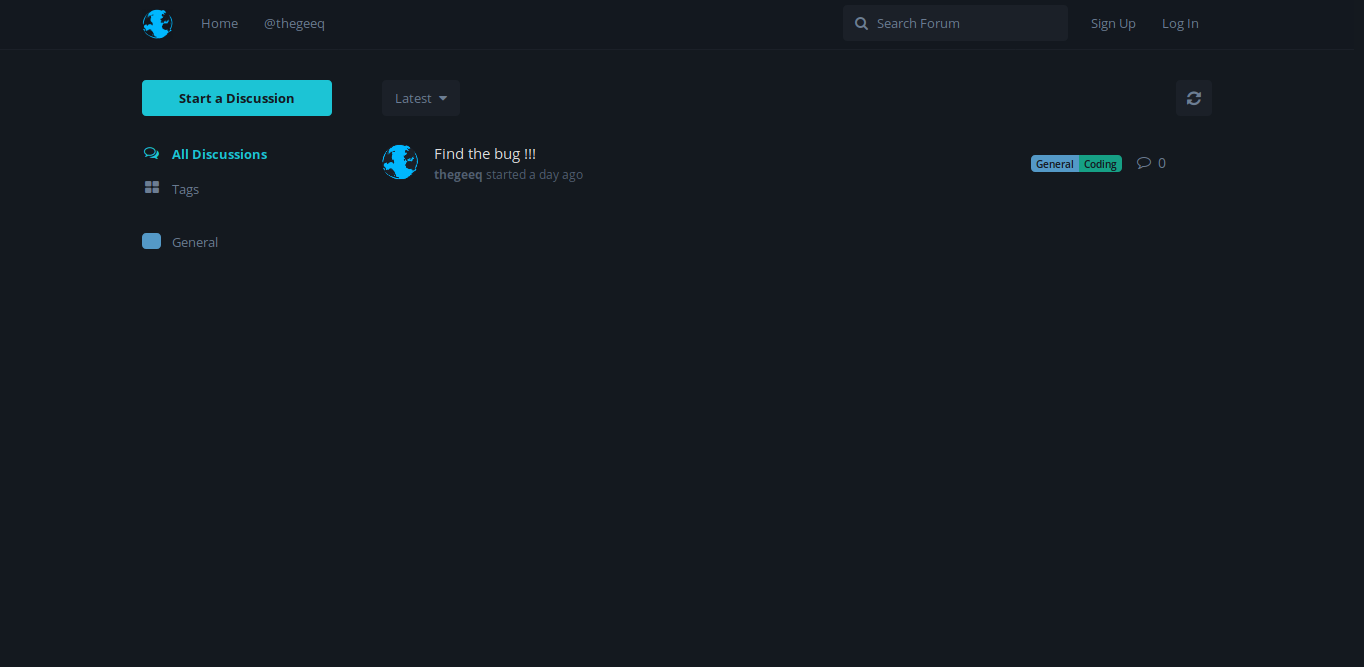 Home @thegeeq Search Forum Sign Up Log In
Start a Discussion Latest
All Discussions
Tags
General
Find the bug !!!
thegeeq started a day ago
General Coding 0